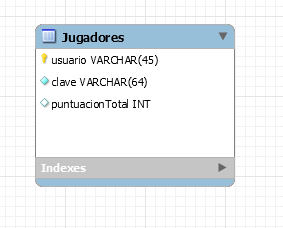 Jugadores
usuario VARCHAR(45)
clave VARCHAR(64)
puntuacionTotal INT
Indexes